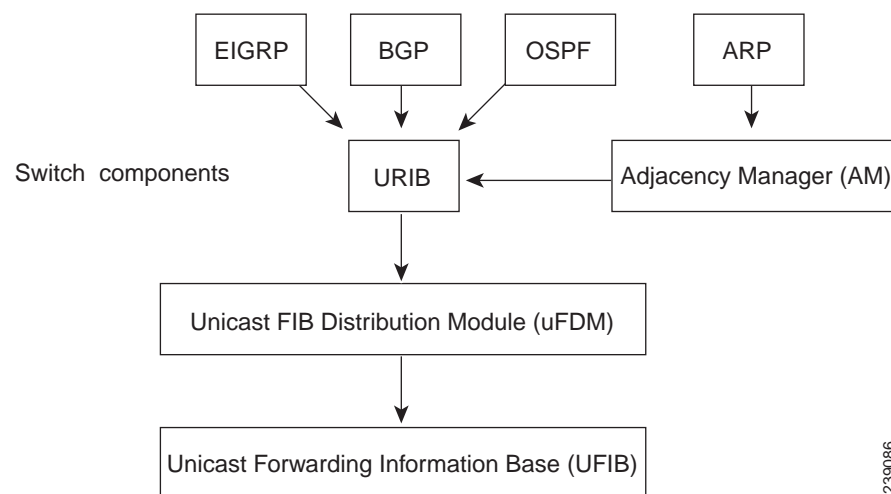 EIGRP
BGP
OSPF
ARP
Switch components
URIB
Adjacency Manager (AM)
Unicast FIB Distribution Module (uFDM)
Unicast Forwarding Information Base (UFIB)
239086